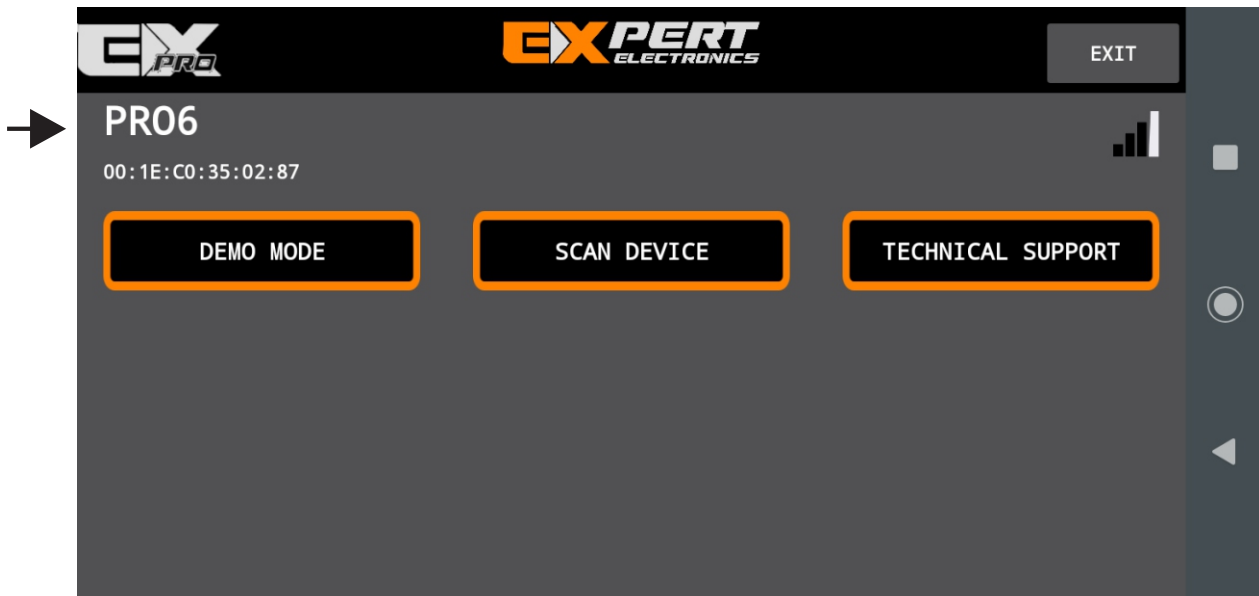 EX PRO
EXPERT ELECTRONICS
EXIT
PRO6
00:1E:C0:35:02:87
DEMO MODE
SCAN DEVICE
TECHNICAL SUPPORT